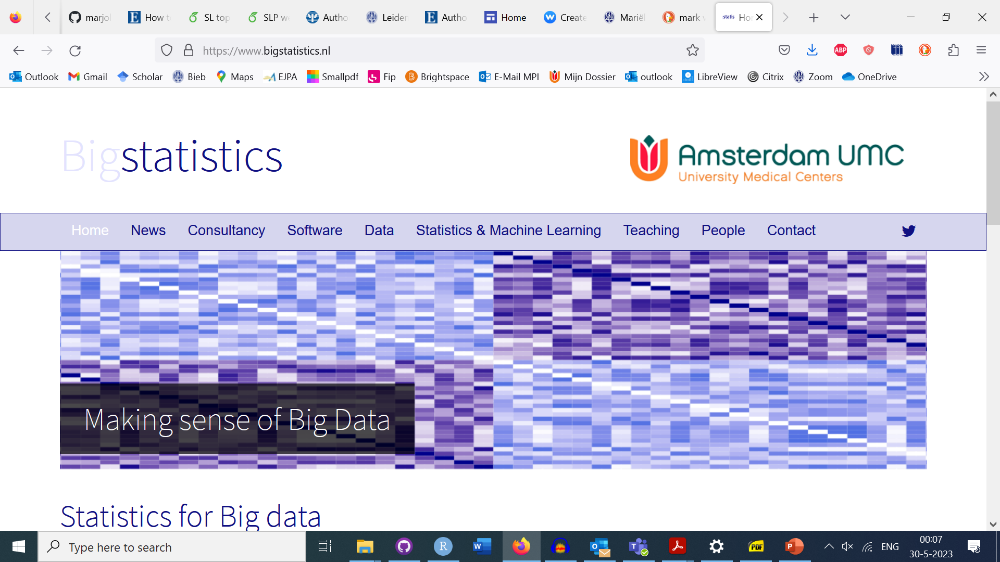 marjol
How t
SL top
SLP w
Autho
Leiden
Autho
Home
Create
Mariël
mark v
statis Ho
https://www.bigstatistics.nl
ABP
Outlook Gmail Scholar Bieb Maps EJPA Smallpdf Fip Brightspace E-Mail MPI Mijn Dossier outlook LibreView Citrix Zoom OneDrive
Bigstatistics
Amsterdam UMC
University Medical Centers
Home News Consultancy Software Data Statistics & Machine Learning Teaching People Contact
Making sense of Big Data
Statistics for Big data
Type here to search
ENG
00:07
30-5-2023